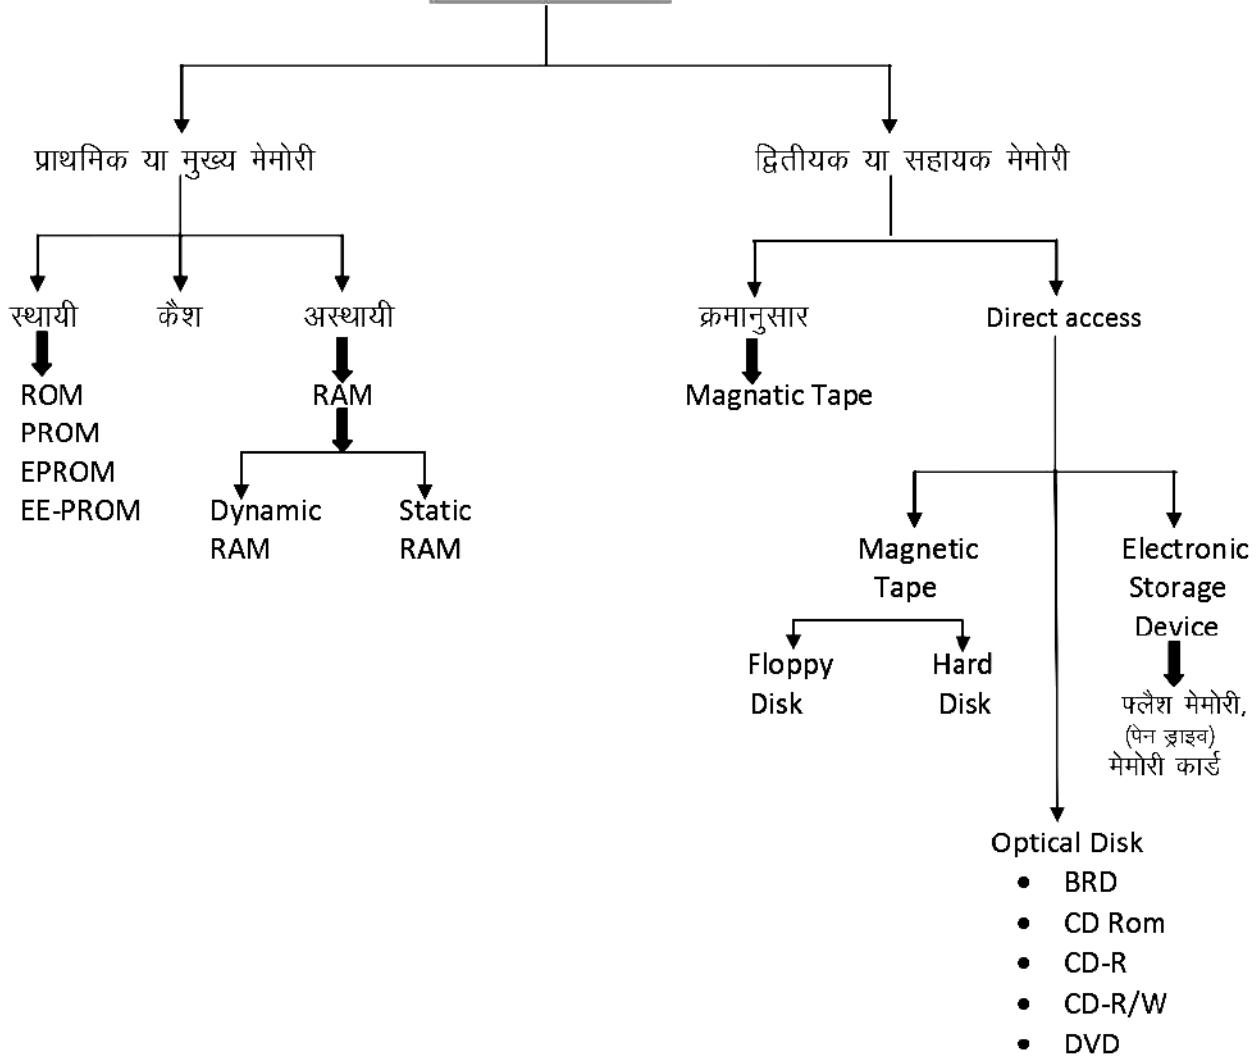 प्राथमिक या मुख्य मेमोरी
द्वितीयक या सहायक मेमोरी
स्थायी
कैश
अस्थायी
क्रमानुसार
Direct access
ROM
PROM
EPROM
EE-PROM
RAM
Dynamic
RAM
Static
RAM
Magnatic Tape
Magnetic
Tape
Floppy
Disk
Hard
Disk
Electronic
Storage
Device
फ्लैश मेमोरी,
(पेन ड्राइव)
मेमोरी कार्ड
Optical Disk
• BRD
• CD Rom
• CD-R
• CD-R/W
• DVD